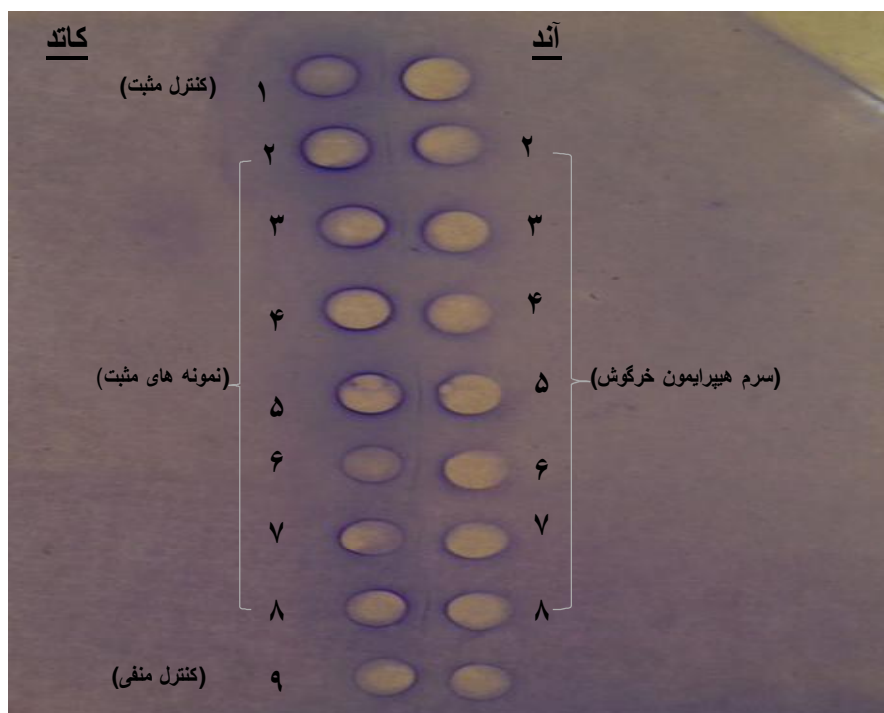 آند کاتد
۱ (کنترل مثبت)
۲ ۲
۳ ۳
۴ ۴
(سرم هیپرایمون خرگوش) ۵ ۵ (نمونه های مثبت)
۶ ۶
۷ ۷
۸ ۸
۹ (کنترل منفی)